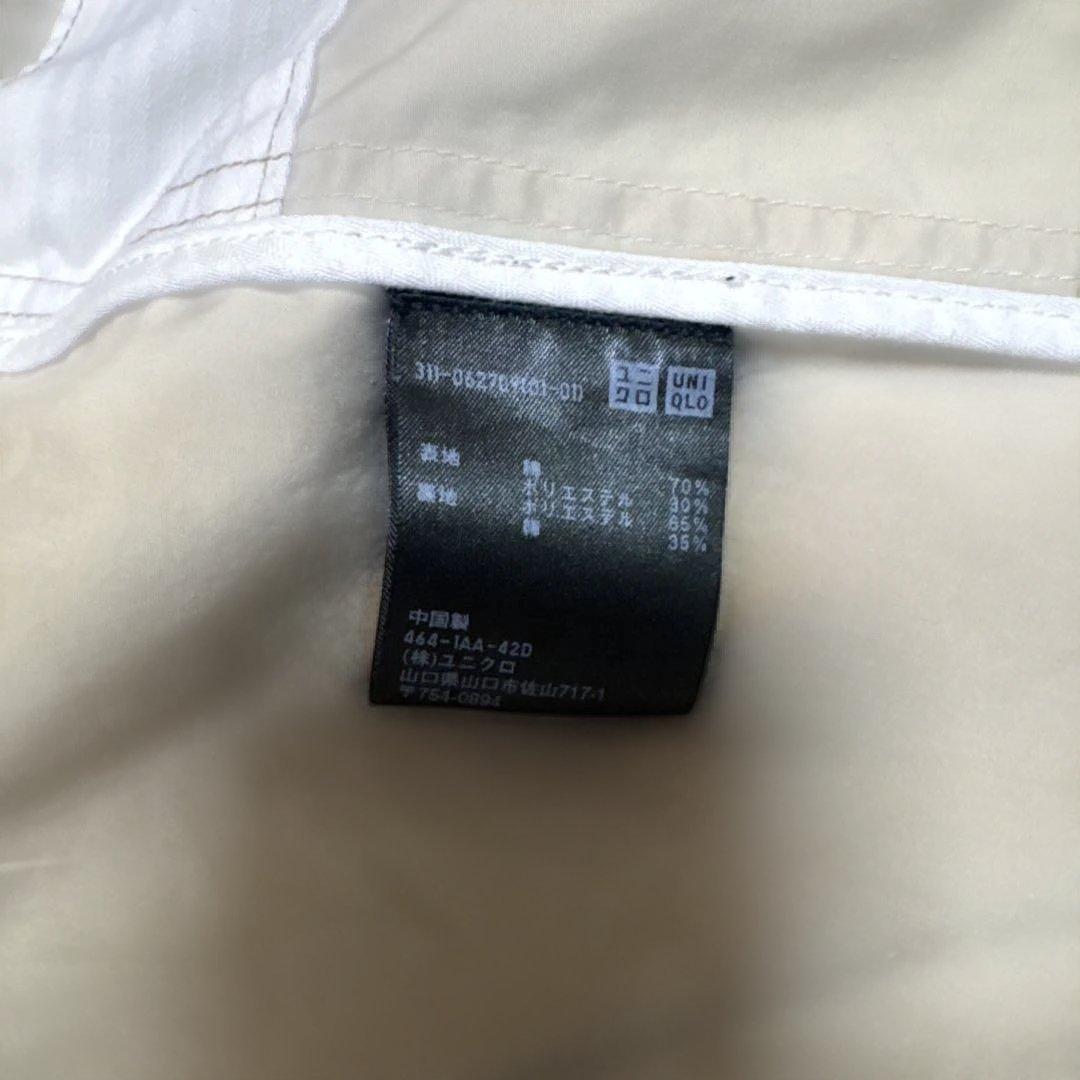 311-062704(01-01)
ユニ
クロ
UNI
QLO
表地 綿 70%
ポリエステル 30%
裏地 ポリエステル 65%
綿 35%
中国製
464-1AA-42D
(株)ユニクロ
山口県山口市佐山717-1
〒754-0894